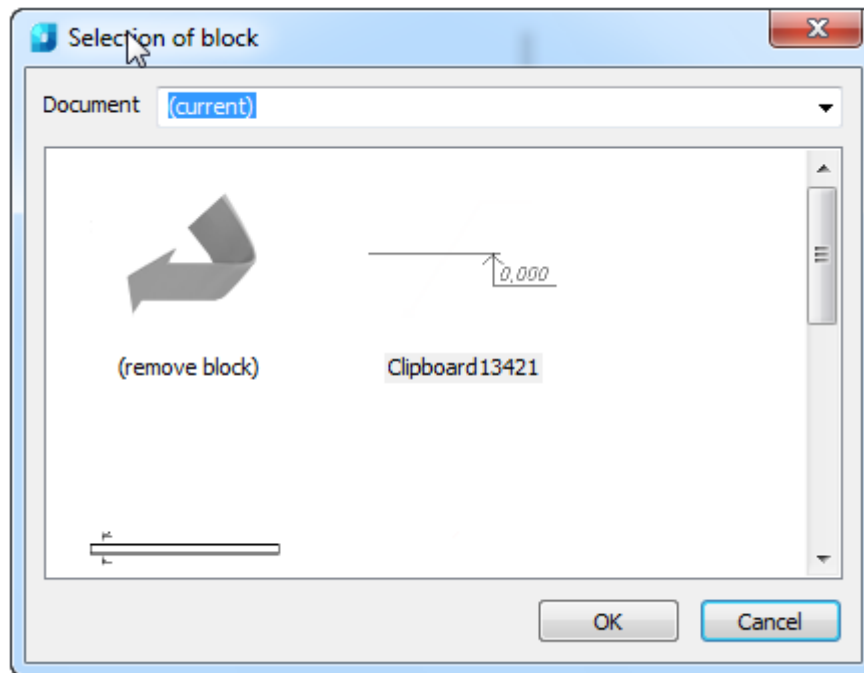 Selection of block
Document (current)
0,000
(remove block)
Clipboard13421
OK
Cancel